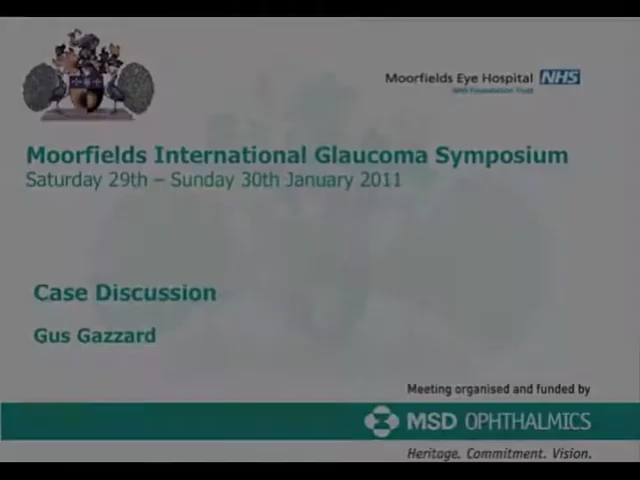 Moorfields Eye Hospital NHS
NHS Foundation Trust
Moorfields International Glaucoma Symposium
Saturday 29th – Sunday 30th January 2011
Case Discussion
Gus Gazzard
Meeting organised and funded by
MSD OPHTHALMICS
Heritage. Commitment. Vision.